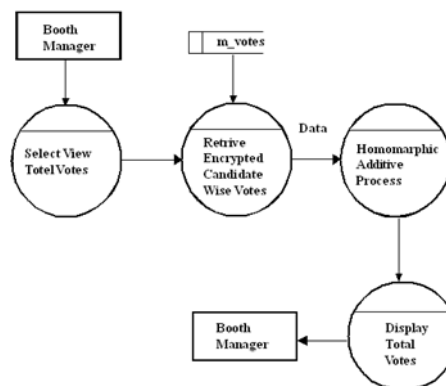 Booth
Manager
m_votes
Select View
Totel Votes
Retrive
Encrypted
Candidate
Wise Votes
Data
Homomarphic
Additive
Process
Booth
Manager
Display
Total
Votes